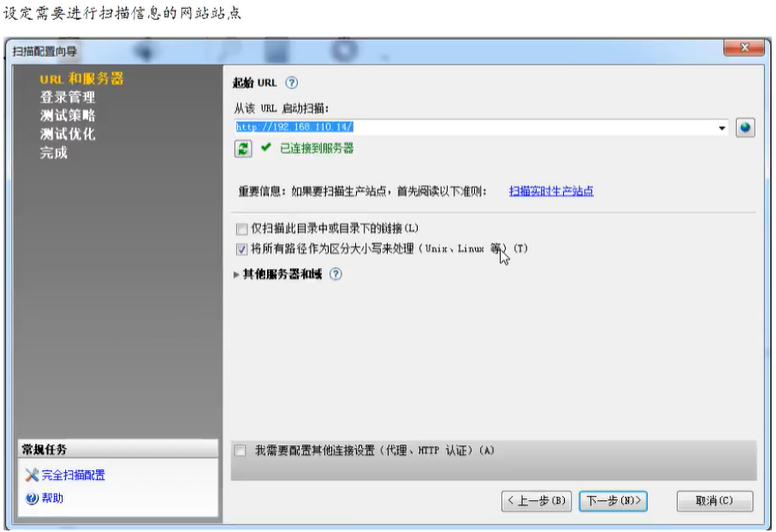 设定需要进行扫描信息的网站站点
扫描配置向导
URL 和服务器
登录管理
测试策略
测试优化
完成
起始 URL
从该 URL 启动扫描:
http://192.168.110.14/
已连接到服务器
重要信息: 如果要扫描生产站点，首先阅读以下准则: 扫描实时生产站点
仅扫描此目录中或目录下的链接(L)
将所有路径作为区分大小写来处理（Unix、Linux 等）(T)
其他服务器和域
常规任务
完全扫描配置
帮助
我需要配置其他连接设置（代理、HTTP 认证）(A)
< 上一步(B) 下一步(N)> 取消(C)